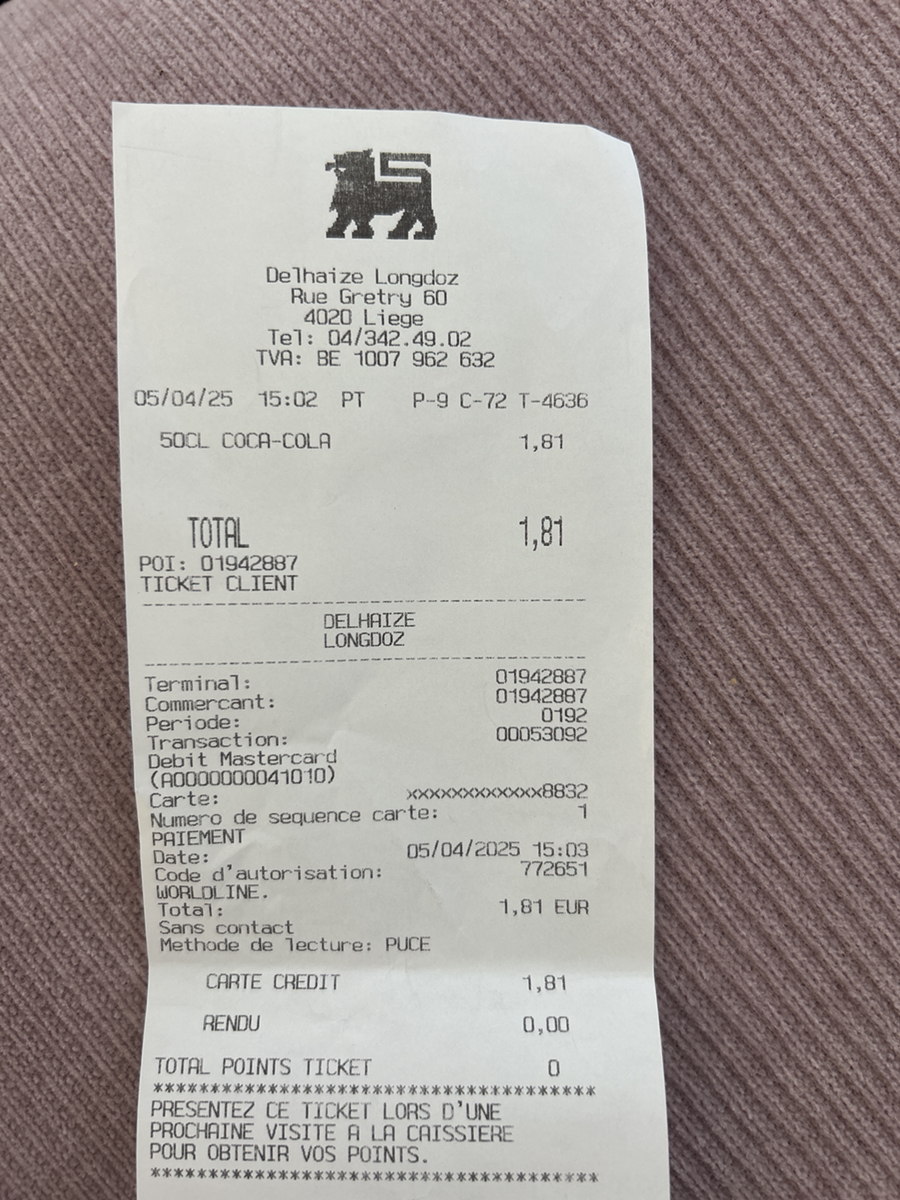 Delhaize Longdoz
Rue Gretry 60
4020 Liege
Tel: 04/342.49.02
TVA: BE 1007 962 632
05/04/25 15:02 PT P-9 C-72 T-4636
50CL COCA-COLA 1,81
TOTAL 1,81
POI: 01942887
TICKET CLIENT
DELHAIZE
LONGDOZ
Terminal: 01942887
Commercant: 01942887
Periode: 0192
Transaction: 00053092
Debit Mastercard
(A0000000041010)
Carte: xxxxxxxxxxxxx8832
Numero de sequence carte: 1
PAIEMENT
Date: 05/04/2025 15:03
Code d'autorisation: 772651
WORLDLINE.
Total: 1,81 EUR
Sans contact
Methode de lecture: PUCE
CARTE CREDIT 1,81
RENDU 0,00
TOTAL POINTS TICKET 0
***************************************
PRESENTEZ CE TICKET LORS D'UNE
PROCHAINE VISITE A LA CAISSIERE
POUR OBTENIR VOS POINTS.
***************************************